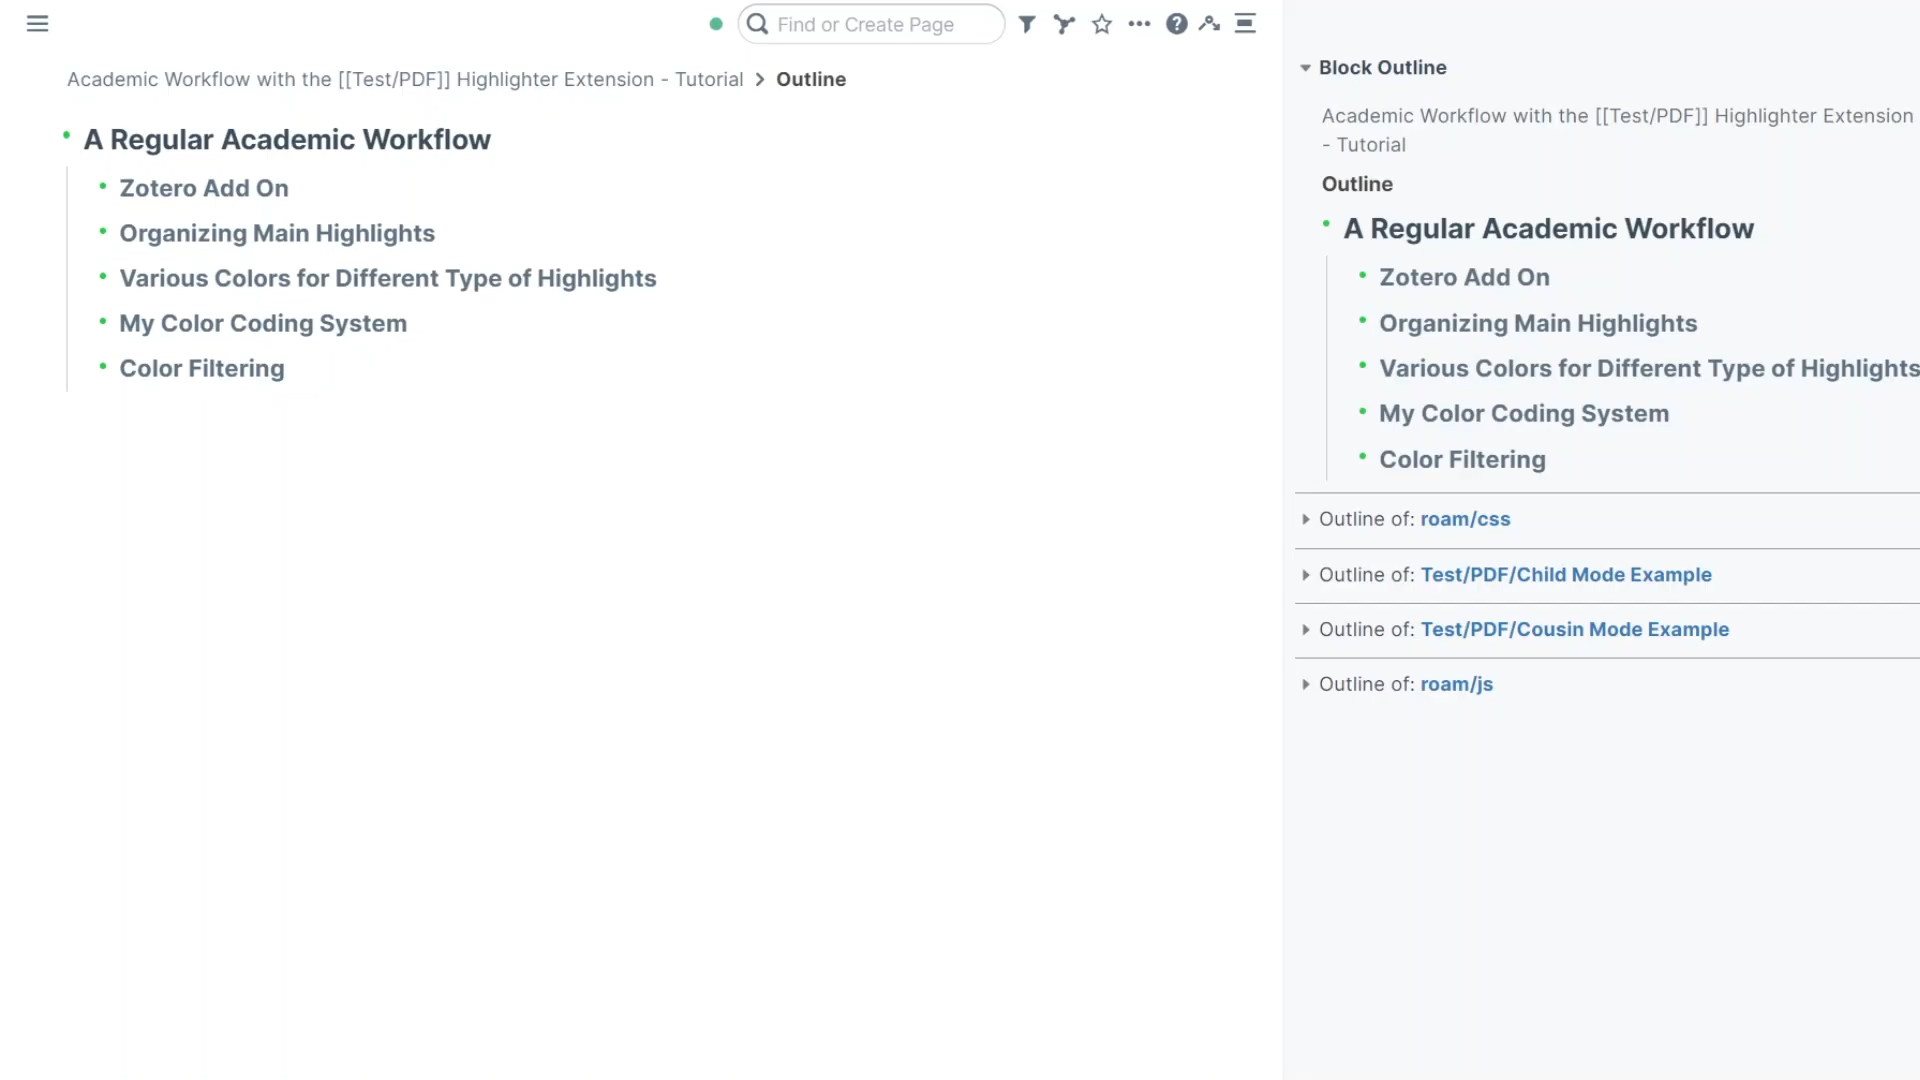 Find or Create Page
Academic Workflow with the [[Test/PDF]] Highlighter Extension - Tutorial > Outline
A Regular Academic Workflow
Zotero Add On
Organizing Main Highlights
Various Colors for Different Type of Highlights
My Color Coding System
Color Filtering
Block Outline
Academic Workflow with the [[Test/PDF]] Highlighter Extension
- Tutorial
Outline
A Regular Academic Workflow
Zotero Add On
Organizing Main Highlights
Various Colors for Different Type of Highlights
My Color Coding System
Color Filtering
Outline of: roam/css
Outline of: Test/PDF/Child Mode Example
Outline of: Test/PDF/Cousin Mode Example
Outline of: roam/js